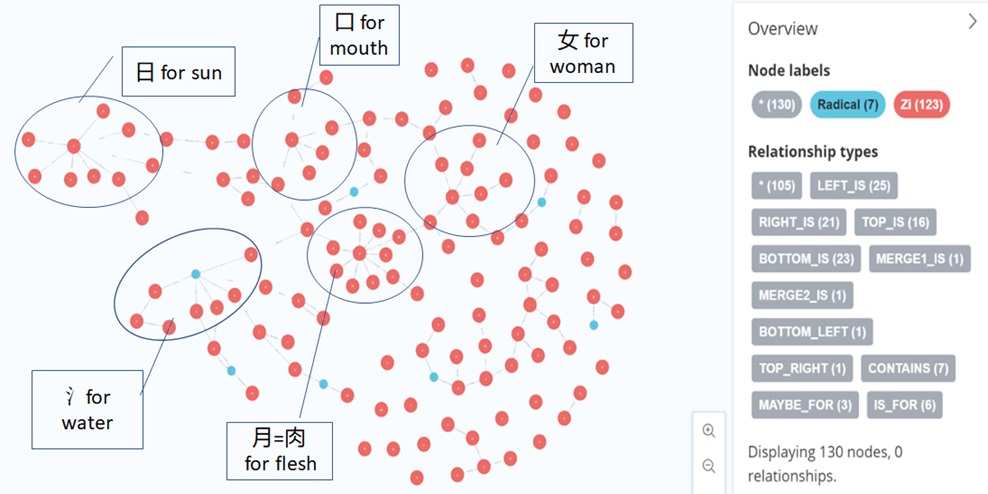 日 for sun
口 for
mouth
女 for
woman
氵 for
water
月=肉
for flesh
Overview
Node labels
* (130)
Radical (7)
Zi (123)
Relationship types
* (105)
LEFT_IS (25)
RIGHT_IS (21)
TOP_IS (16)
BOTTOM_IS (23)
MERGE1_IS (1)
MERGE2_IS (1)
BOTTOM_LEFT (1)
TOP_RIGHT (1)
CONTAINS (7)
MAYBE_FOR (3)
IS_FOR (6)
Displaying 130 nodes, 0
relationships.